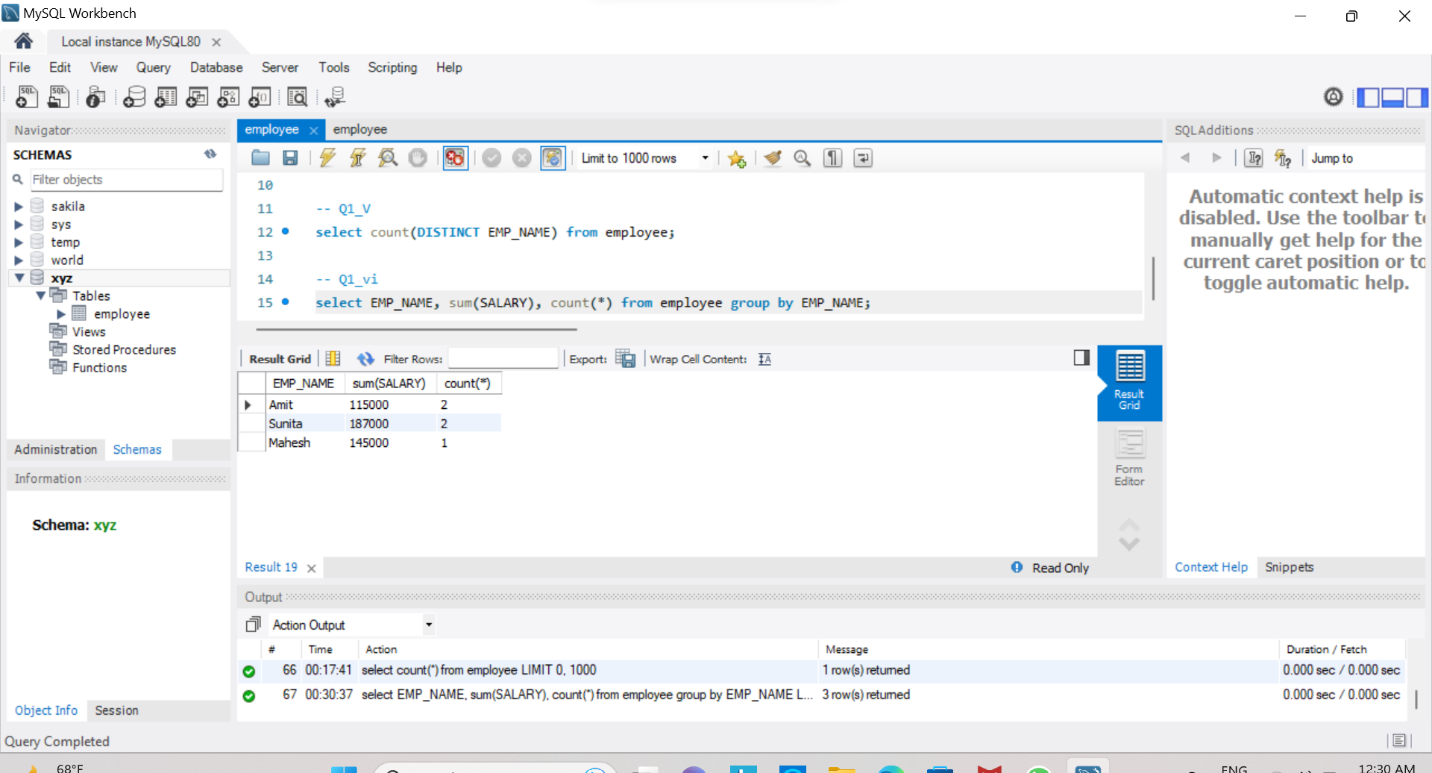 MySQL Workbench
Local instance MySQL80
File Edit View Query Database Server Tools Scripting Help
Navigator
SCHEMAS
Filter objects
sakila
sys
temp
world
xyz
Tables
employee
Views
Stored Procedures
Functions
Administration Schemas
Information
Schema: xyz
Object Info Session
employee employee
Limit to 1000 rows
10
11 -- Q1_V
12 select count(DISTINCT EMP_NAME) from employee;
13
14 -- Q1_vi
15 select EMP_NAME, sum(SALARY), count(*) from employee group by EMP_NAME;
Result Grid Filter Rows: Export: Wrap Cell Content:
EMP_NAME sum(SALARY) count(*)
Amit 115000 2
Sunita 187000 2
Mahesh 145000 1
Result
Grid
Form
Editor
Result 19 Read Only
SQLAdditions
Jump to
Automatic context help is
disabled. Use the toolbar t
manually get help for the
current caret position or to
toggle automatic help.
Context Help Snippets
Output
Action Output
# Time Action Message Duration / Fetch
66 00:17:41 select count(*) from employee LIMIT 0, 1000 1 row(s) returned 0.000 sec / 0.000 sec
67 00:30:37 select EMP_NAME, sum(SALARY), count(*) from employee group by EMP_NAME L... 3 row(s) returned 0.000 sec / 0.000 sec
Query Completed
68°F
ENG
12:30 AM